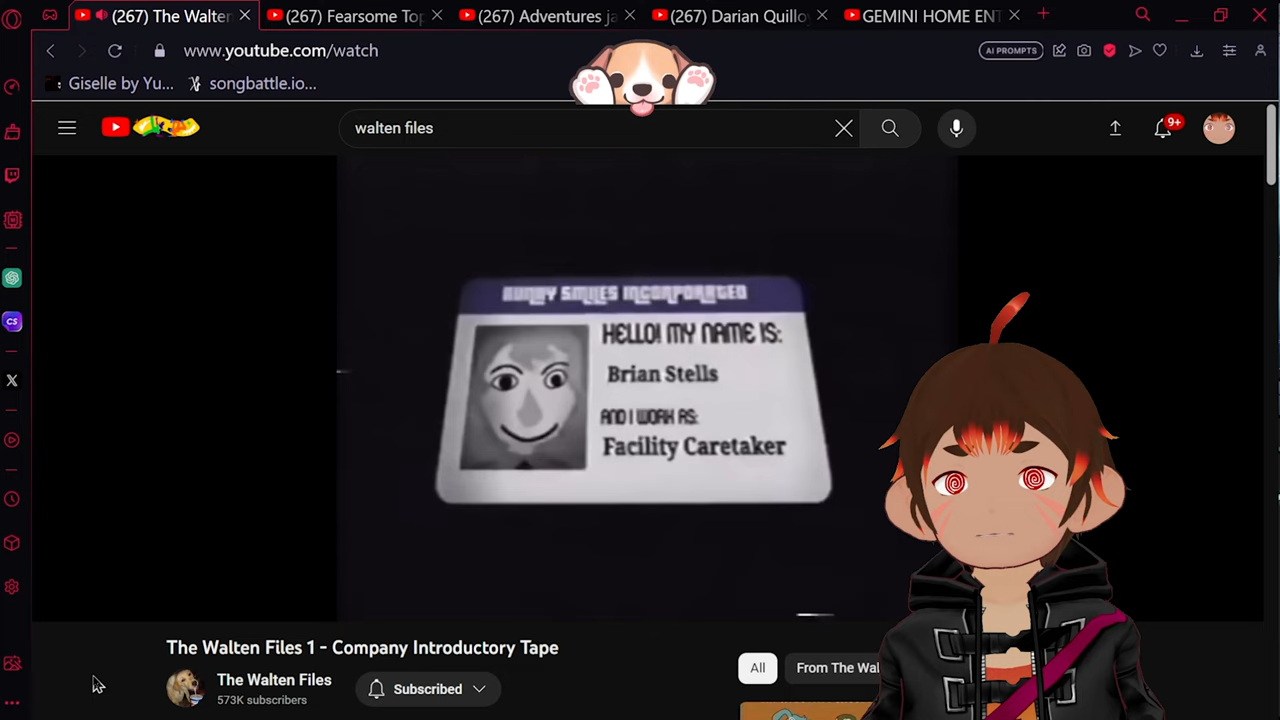 (267) The Walten
(267) Fearsome Top
(267) Adventures ja
(267) Darian Quilloy
GEMINI HOME ENT
www.youtube.com/watch
AI PROMPTS
Giselle by Yu...
songbattle.io...
walten files
9+
BUNNY SMILES INCORPORATED
HELLO! MY NAME IS:
Brian Stells
AND I WORK AS:
Facility Caretaker
CS
The Walten Files 1 - Company Introductory Tape
The Walten Files
573K subscribers
Subscribed
All
From The Wal